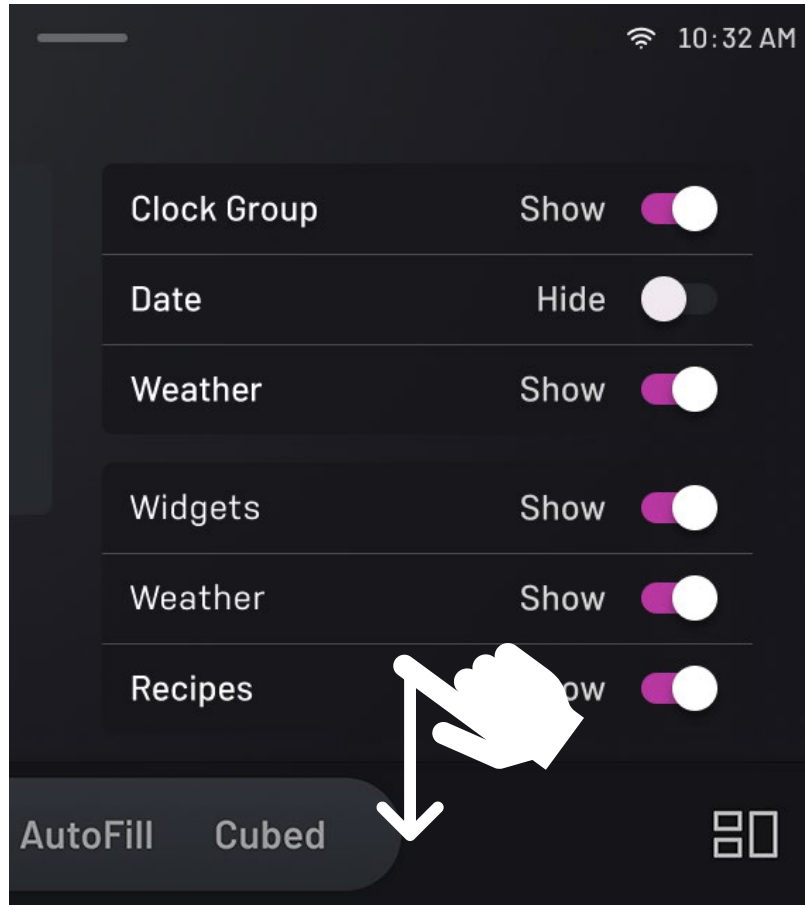 10:32 AM
Clock Group Show
Date Hide
Weather Show
Widgets Show
Weather Show
Recipes
AutoFill Cubed